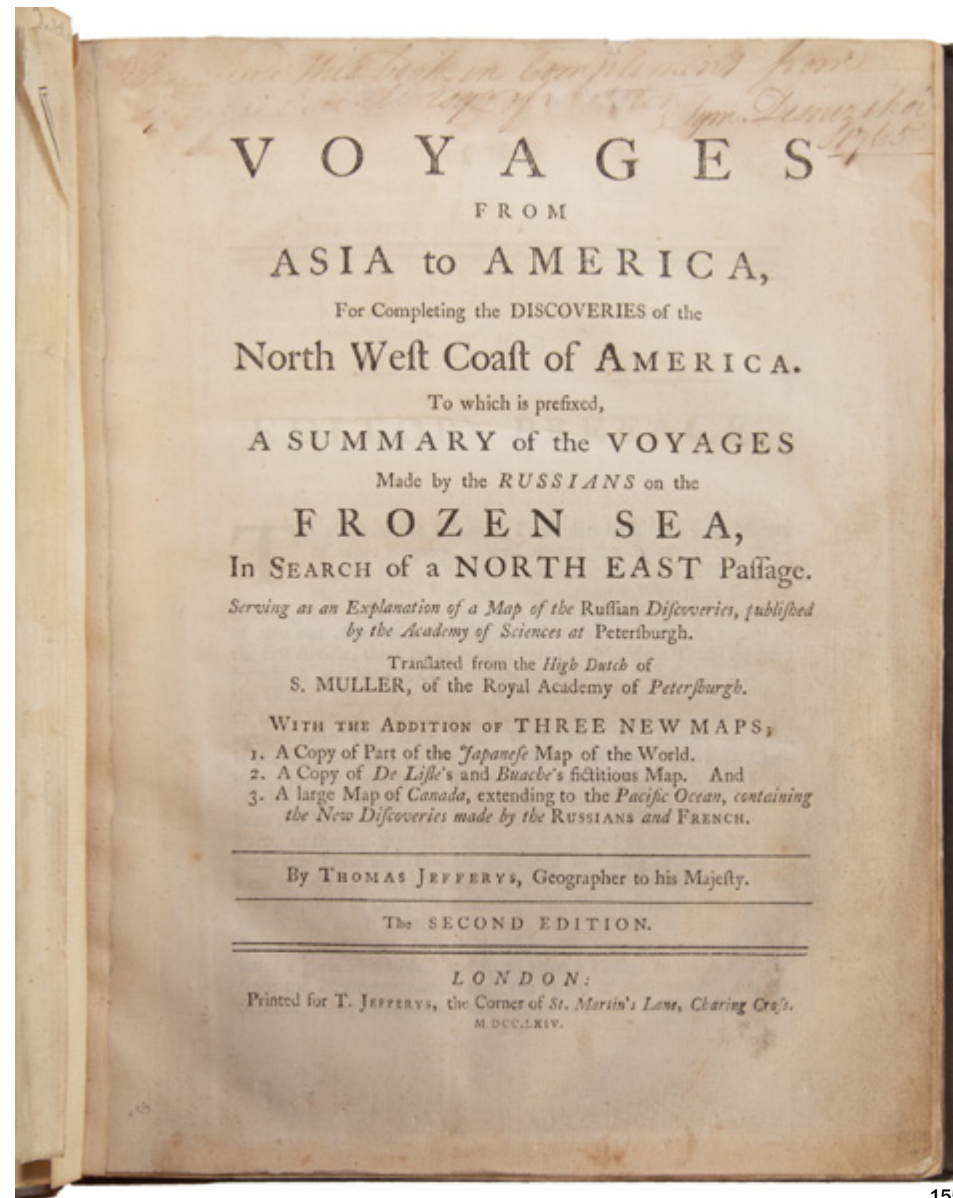 this book in Complement from
1765
VOYAGES
FROM
ASIA to AMERICA,
For Completing the DISCOVERIES of the
North Weſt Coaſt of AMERICA.
To which is prefixed,
A SUMMARY of the VOYAGES
Made by the RUSSIANS on the
FROZEN SEA,
In SEARCH of a NORTH EAST Paſſage.
Serving as an Explanation of a Map of the Ruſſian Diſcoveries, publiſhed
by the Academy of Sciences at Peterſburgh.
Tranſlated from the High Dutch of
S. MULLER, of the Royal Academy of Peterſburgh.
WITH THE ADDITION OF THREE NEW MAPS;
1. A Copy of Part of the Japaneſe Map of the World.
2. A Copy of De Liſle's and Buache's fictitious Map. And
3. A large Map of Canada, extending to the Pacific Ocean, containing
the New Diſcoveries made by the RUSSIANS and FRENCH.
By THOMAS JEFFERYS, Geographer to his Majeſty.
The SECOND EDITION.
LONDON:
Printed for T. JEFFERYS, the Corner of St. Martin's Lane, Charing Croſs.
M DCC.LXIV.